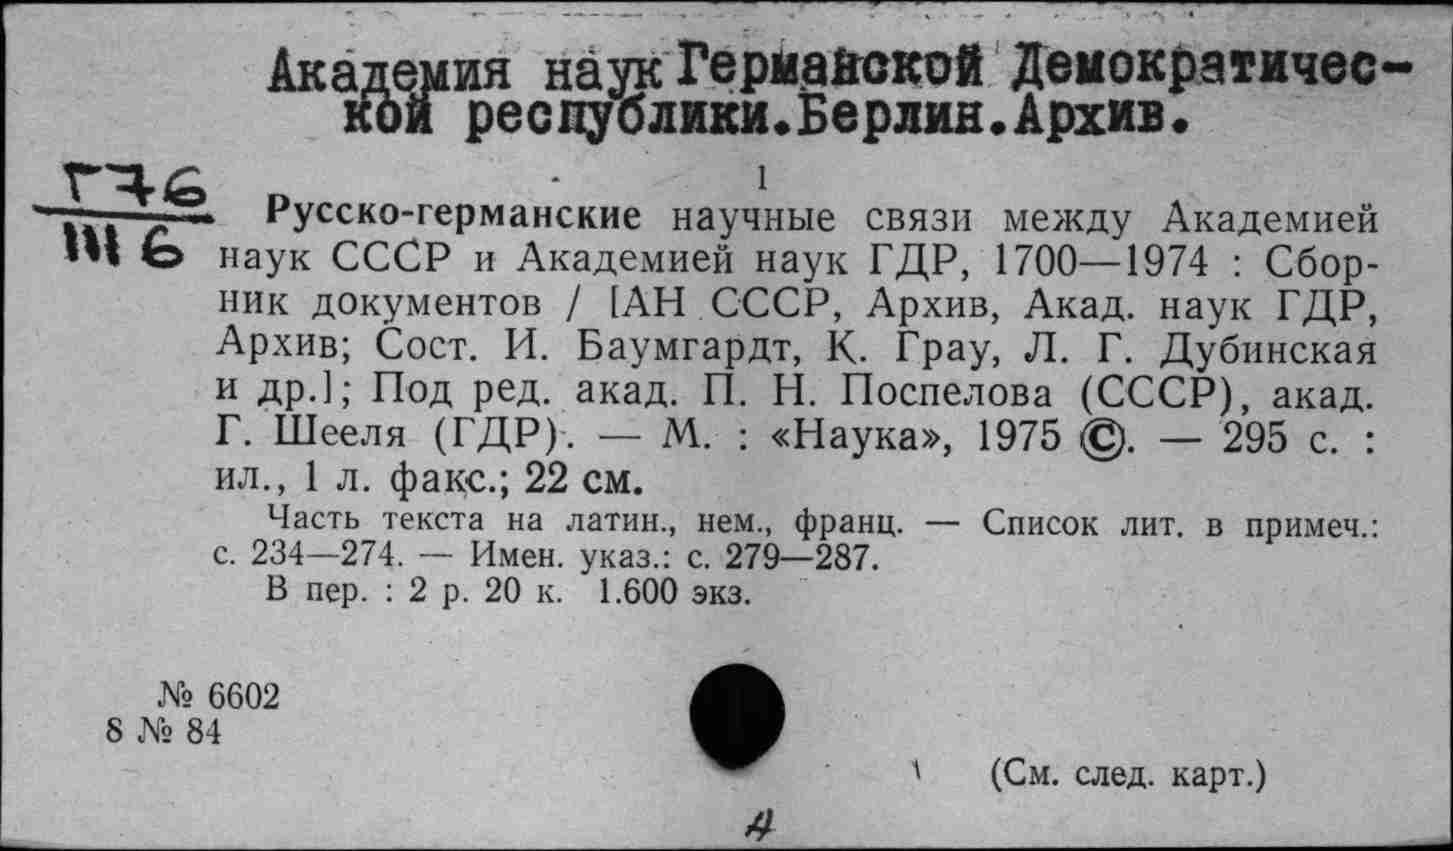 Академия наук Германской Демократичес-
кой республики.Берлин.Архив.
1
Г76
Ш6
Русско-германские научные связи между Академией
наук СССР и Академией наук ГДР, 1700—1974 : Сбор-
ник документов / [АН СССР, Архив, Акад. наук ГДР,
Архив; Сост. И. Баумгардт, К. Грау, Л. Г. Дубинская
и др.]; Под ред. акад. П. Н. Поспелова (СССР), акад.
Г. Шееля (ГДР). — М. : «Наука», 1975 ©. — 295 с. :
ил., 1 л. факс.; 22 см.
Часть текста на латин., нем., франц. — Список лит. в примеч.:
с. 234—274. — Имен. указ.: с. 279—287.
В пер. : 2 р. 20 к. 1.600 экз.
№ 6602
8 № 84
(См. след. карт.)